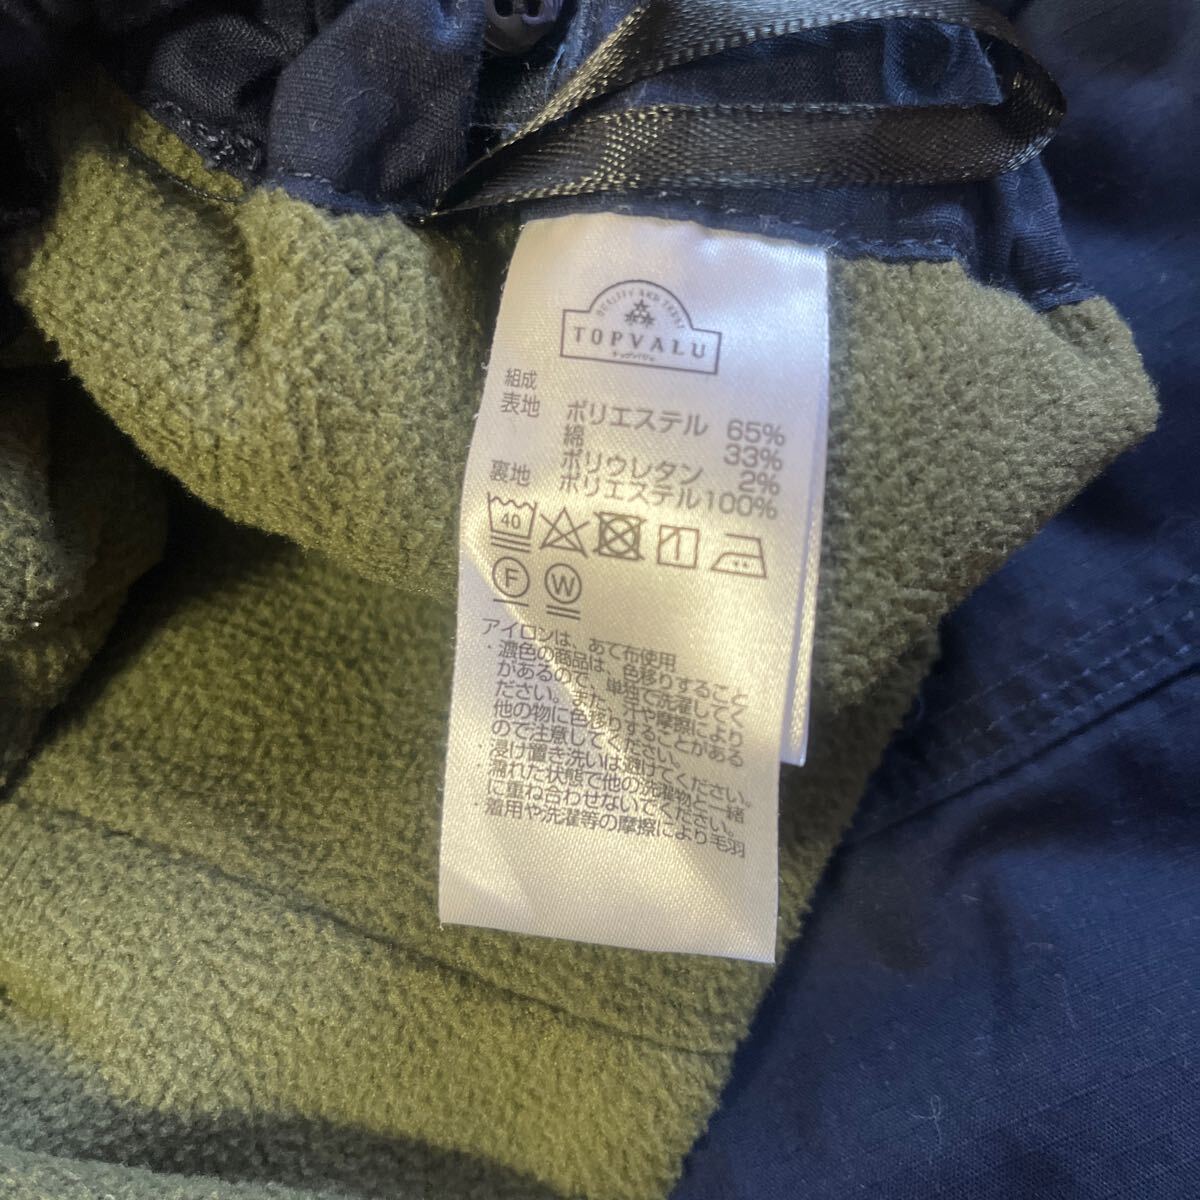 QUALITY AND TRUST
TOPVALU
トップバリュ
組成
表地 ポリエステル 65%
綿 33%
ポリウレタン 2%
裏地 ポリエステル100%
40
F W
アイロンは、あて布使用
・濃色の商品は、色移りすること
があるので、単独で洗濯してく
ださい。また、汗や摩擦により
他の物に色移りすることがある
ので注意してください。
・浸け置き洗いは避けてください。
・濡れた状態で他の洗濯物と一緒
に重ね合わせないでください。
・着用や洗濯等の摩擦により毛羽